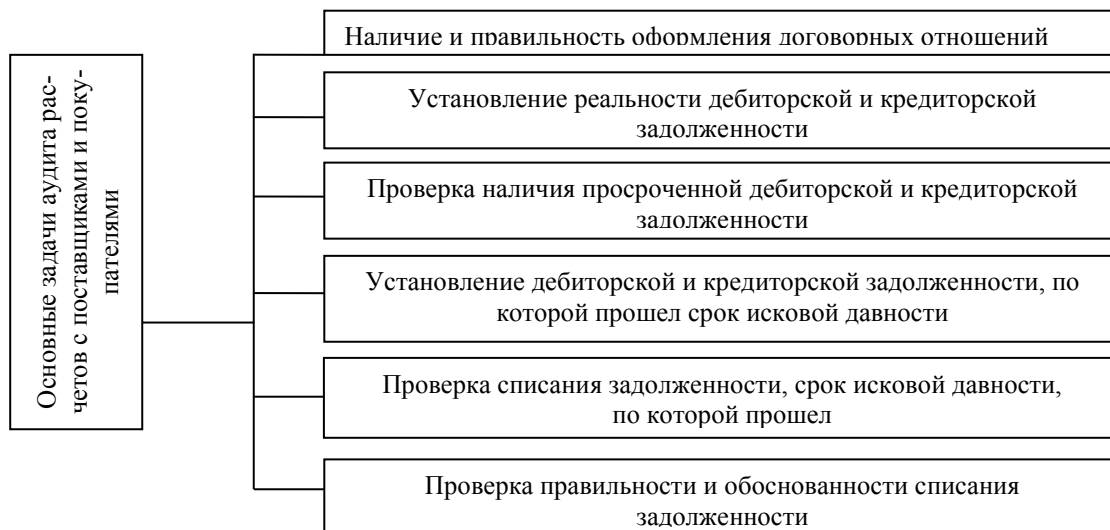 Основные задачи аудита рас-
четов с поставщиками и поку-
пателями
Наличие и правильность оформления договорных отношений
Установление реальности дебиторской и кредиторской
задолженности
Проверка наличия просроченной дебиторской и кредиторской
задолженности
Установление дебиторской и кредиторской задолженности, по
которой прошел срок исковой давности
Проверка списания задолженности, срок исковой давности,
по которой прошел
Проверка правильности и обоснованности списания
задолженности